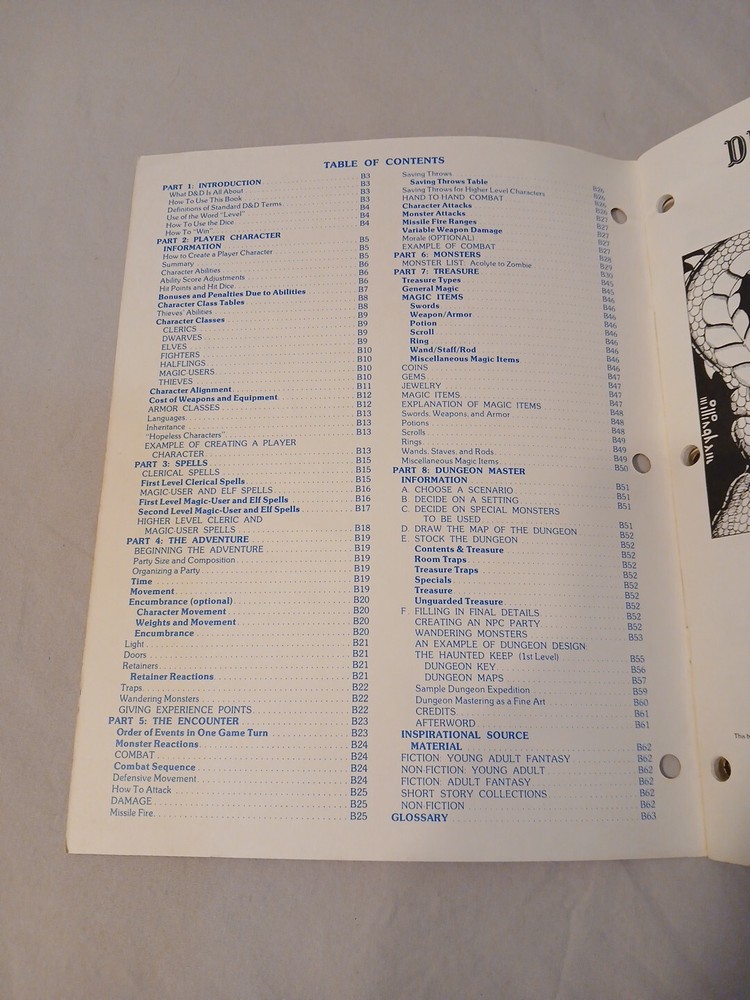 TABLE OF CONTENTS
PART 1: INTRODUCTION B3
What D&D Is All About B3
How To Use This Book B3
Definitions of Standard D&D Terms B3
Use of the Word "Level" B4
How To Use the Dice B4
How To "Win" B4
PART 2: PLAYER CHARACTER
INFORMATION B5
How to Create a Player Character B5
Summary B5
Character Abilities B6
Ability Score Adjustments B6
Hit Points and Hit Dice B6
Bonuses and Penalties Due to Abilities B7
Character Class Tables B8
Thieves' Abilities B8
Character Classes B9
CLERICS B9
DWARVES B9
ELVES B9
FIGHTERS B10
HALFLINGS B10
MAGIC-USERS B10
THIEVES B10
Character Alignment B11
Cost of Weapons and Equipment B12
ARMOR CLASSES B12
Languages B13
Inheritance B13
"Hopeless Characters" B13
EXAMPLE OF CREATING A PLAYER
CHARACTER B13
PART 3: SPELLS B15
CLERICAL SPELLS B15
First Level Clerical Spells B15
MAGIC-USER AND ELF SPELLS B16
First Level Magic-User and Elf Spells B16
Second Level Magic-User and Elf Spells B17
HIGHER LEVEL CLERIC AND
MAGIC-USER SPELLS B18
PART 4: THE ADVENTURE B19
BEGINNING THE ADVENTURE B19
Party Size and Composition B19
Organizing a Party B19
Time B19
Movement B19
Encumbrance (optional) B20
Character Movement B20
Weights and Movement B20
Encumbrance B20
Light B21
Doors B21
Retainers B21
Retainer Reactions B21
Traps B22
Wandering Monsters B22
GIVING EXPERIENCE POINTS B22
PART 5: THE ENCOUNTER B23
Order of Events in One Game Turn B23
Monster Reactions B24
COMBAT B24
Combat Sequence B24
Defensive Movement B24
How To Attack B25
DAMAGE B25
Missile Fire B25
Saving Throws B26
Saving Throws Table B26
Saving Throws for Higher Level Characters B26
HAND-TO-HAND COMBAT B26
Character Attacks B27
Monster Attacks B27
Missile Fire Ranges B27
Variable Weapon Damage B27
Morale (OPTIONAL) B27
EXAMPLE OF COMBAT B28
PART 6: MONSTERS B29
MONSTER LIST: Acolyte to Zombie B30
PART 7: TREASURE B45
Treasure Types B45
General Magic B45
MAGIC ITEMS B46
Swords B46
Weapon/Armor B46
Potion B46
Scroll B46
Ring B46
Wand/Staff/Rod B46
Miscellaneous Magic Items B46
COINS B46
GEMS B47
JEWELRY B47
MAGIC ITEMS B47
EXPLANATION OF MAGIC ITEMS B47
Swords, Weapons, and Armor B48
Potions B48
Scrolls B48
Rings B49
Wands, Staves, and Rods B49
Miscellaneous Magic Items B50
PART 8: DUNGEON MASTER
INFORMATION B51
A. CHOOSE A SCENARIO B51
B. DECIDE ON A SETTING B51
C. DECIDE ON SPECIAL MONSTERS
TO BE USED B51
D. DRAW THE MAP OF THE DUNGEON B52
E. STOCK THE DUNGEON B52
Contents & Treasure B52
Room Traps B52
Treasure Traps B52
Specials B52
Treasure B52
Unguarded Treasure B52
F. FILLING IN FINAL DETAILS B52
CREATING AN NPC PARTY B52
WANDERING MONSTERS B53
AN EXAMPLE OF DUNGEON DESIGN
THE HAUNTED KEEP (1st Level) B55
DUNGEON KEY B56
DUNGEON MAPS B57
Sample Dungeon Expedition B59
Dungeon Mastering as a Fine Art B60
CREDITS B61
AFTERWORD B61
INSPIRATIONAL SOURCE
MATERIAL B62
FICTION: YOUNG ADULT FANTASY B62
NON-FICTION: YOUNG ADULT B62
FICTION: ADULT FANTASY B62
SHORT STORY COLLECTIONS B62
NON-FICTION B62
GLOSSARY B63
D
willingham
This b